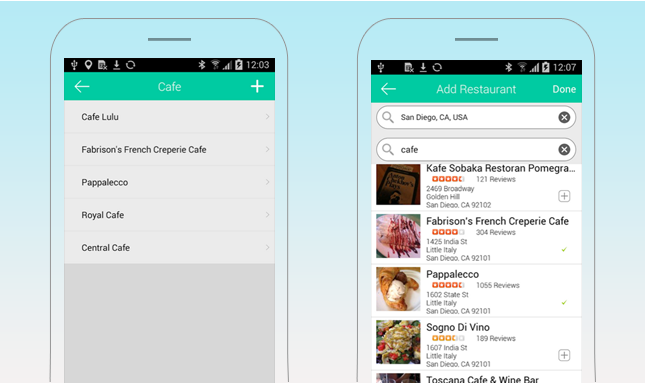 12:03
Cafe
Cafe Lulu
Fabrison's French Creperie Cafe
Pappalecco
Royal Cafe
Central Cafe
12:07
Add Restaurant Done
San Diego, CA, USA
cafe
Kafe Sobaka Restoran Pomegra...
121 Reviews
2469 Broadway
Golden Hill
San Diego, CA 92102
Fabrison's French Creperie Cafe
304 Reviews
1425 India St
Little Italy
San Diego, CA 92101
Pappalecco
1055 Reviews
1602 State St
Little Italy
San Diego, CA 92101
Sogno Di Vino
189 Reviews
1607 India St
Little Italy
San Diego, CA 92101
Toscana Cafe & Wine Bar